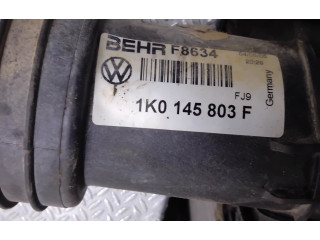 BEHR F8634
FJ9
Germany
1K0 145 803 F